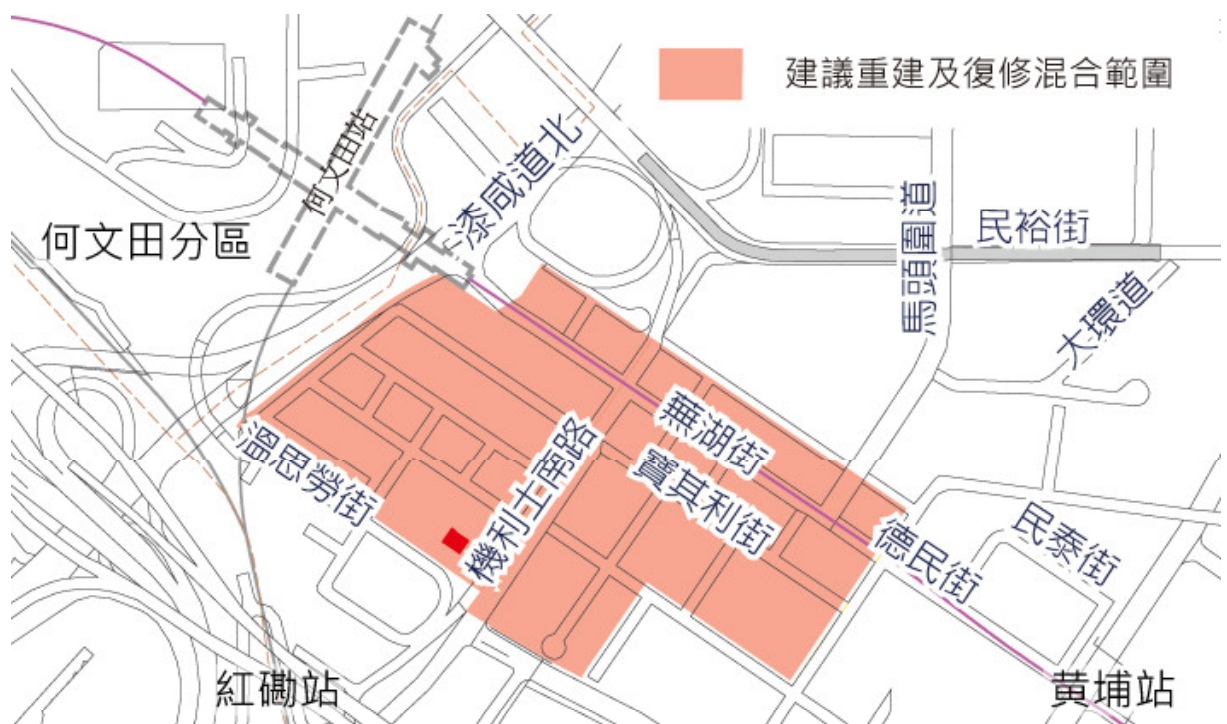 建議重建及復修混合範圍
何文田站
漆咸道北
何文田分區
馬頭圍道
民裕街
大環道
蕪湖街
寶其利街
機利士南路
溫思勞街
德民街
民泰街
紅磡站
黃埔站